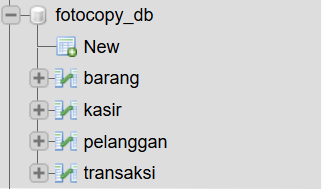 fotocopy_db
New
barang
kasir
pelanggan
transaksi